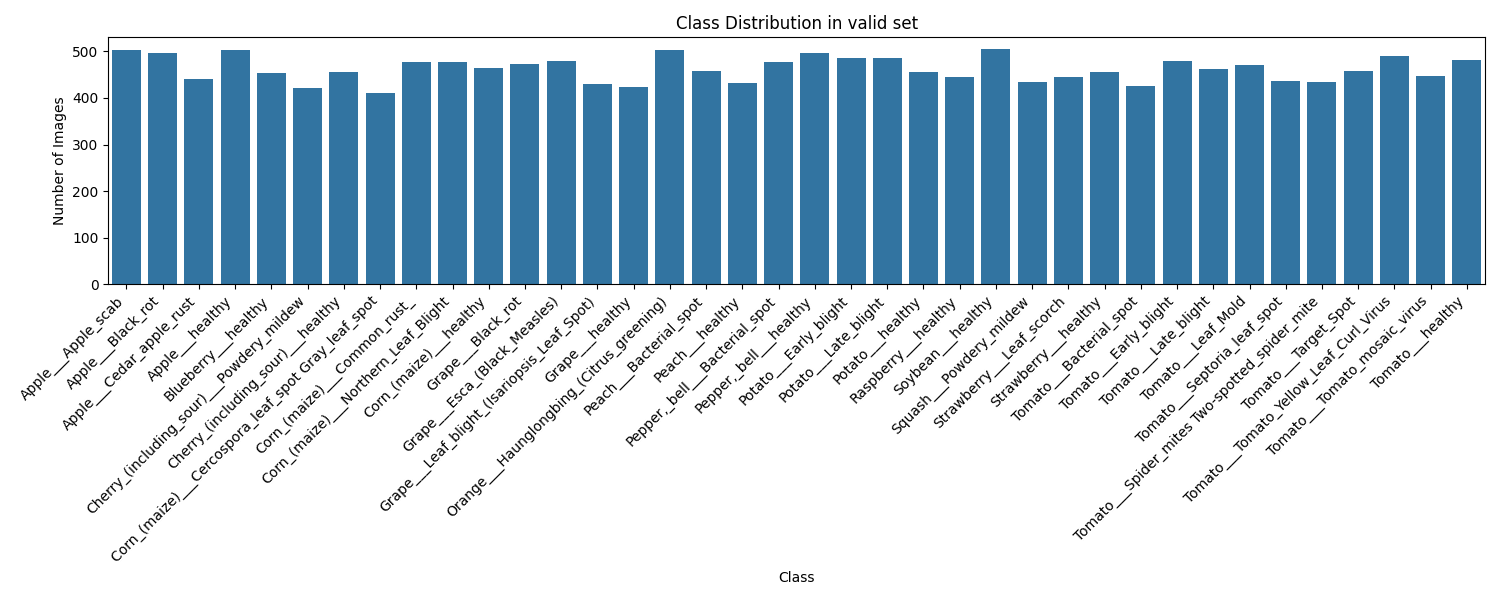 Class Distribution in valid set
Number of Images
500
400
300
200
100
0
Apple___Apple_scab
Apple___Black_rot
Apple___Cedar_apple_rust
Apple___healthy
Blueberry___healthy
Cherry_(including_sour)___Powdery_mildew
Cherry_(including_sour)___healthy
Corn_(maize)___Cercospora_leaf_spot Gray_leaf_spot
Corn_(maize)___Common_rust_
Corn_(maize)___Northern_Leaf_Blight
Corn_(maize)___healthy
Grape___Black_rot
Grape___Esca_(Black_Measles)
Grape___Leaf_blight_(Isariopsis_Leaf_Spot)
Grape___healthy
Orange___Haunglongbing_(Citrus_greening)
Peach___Bacterial_spot
Peach___healthy
Pepper,_bell___Bacterial_spot
Pepper,_bell___healthy
Potato___Early_blight
Potato___Late_blight
Potato___healthy
Raspberry___healthy
Soybean___healthy
Squash___Powdery_mildew
Strawberry___Leaf_scorch
Strawberry___healthy
Tomato___Bacterial_spot
Tomato___Early_blight
Tomato___Late_blight
Tomato___Leaf_Mold
Tomato___Septoria_leaf_spot
Tomato___Spider_mites Two-spotted_spider_mite
Tomato___Target_Spot
Tomato___Tomato_Yellow_Leaf_Curl_Virus
Tomato___Tomato_mosaic_virus
Tomato___healthy
Class